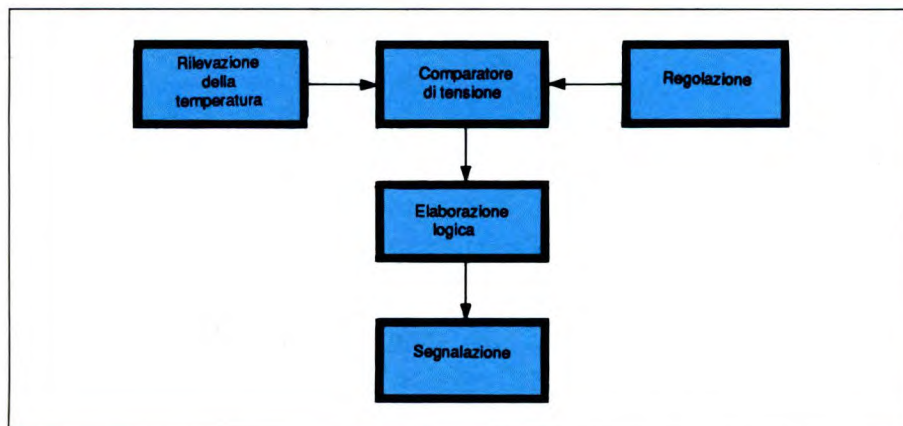 Rilevazione
della
temperatura
Comparatore
di tensione
Regolazione
Elaborazione
logica
Segnalazione